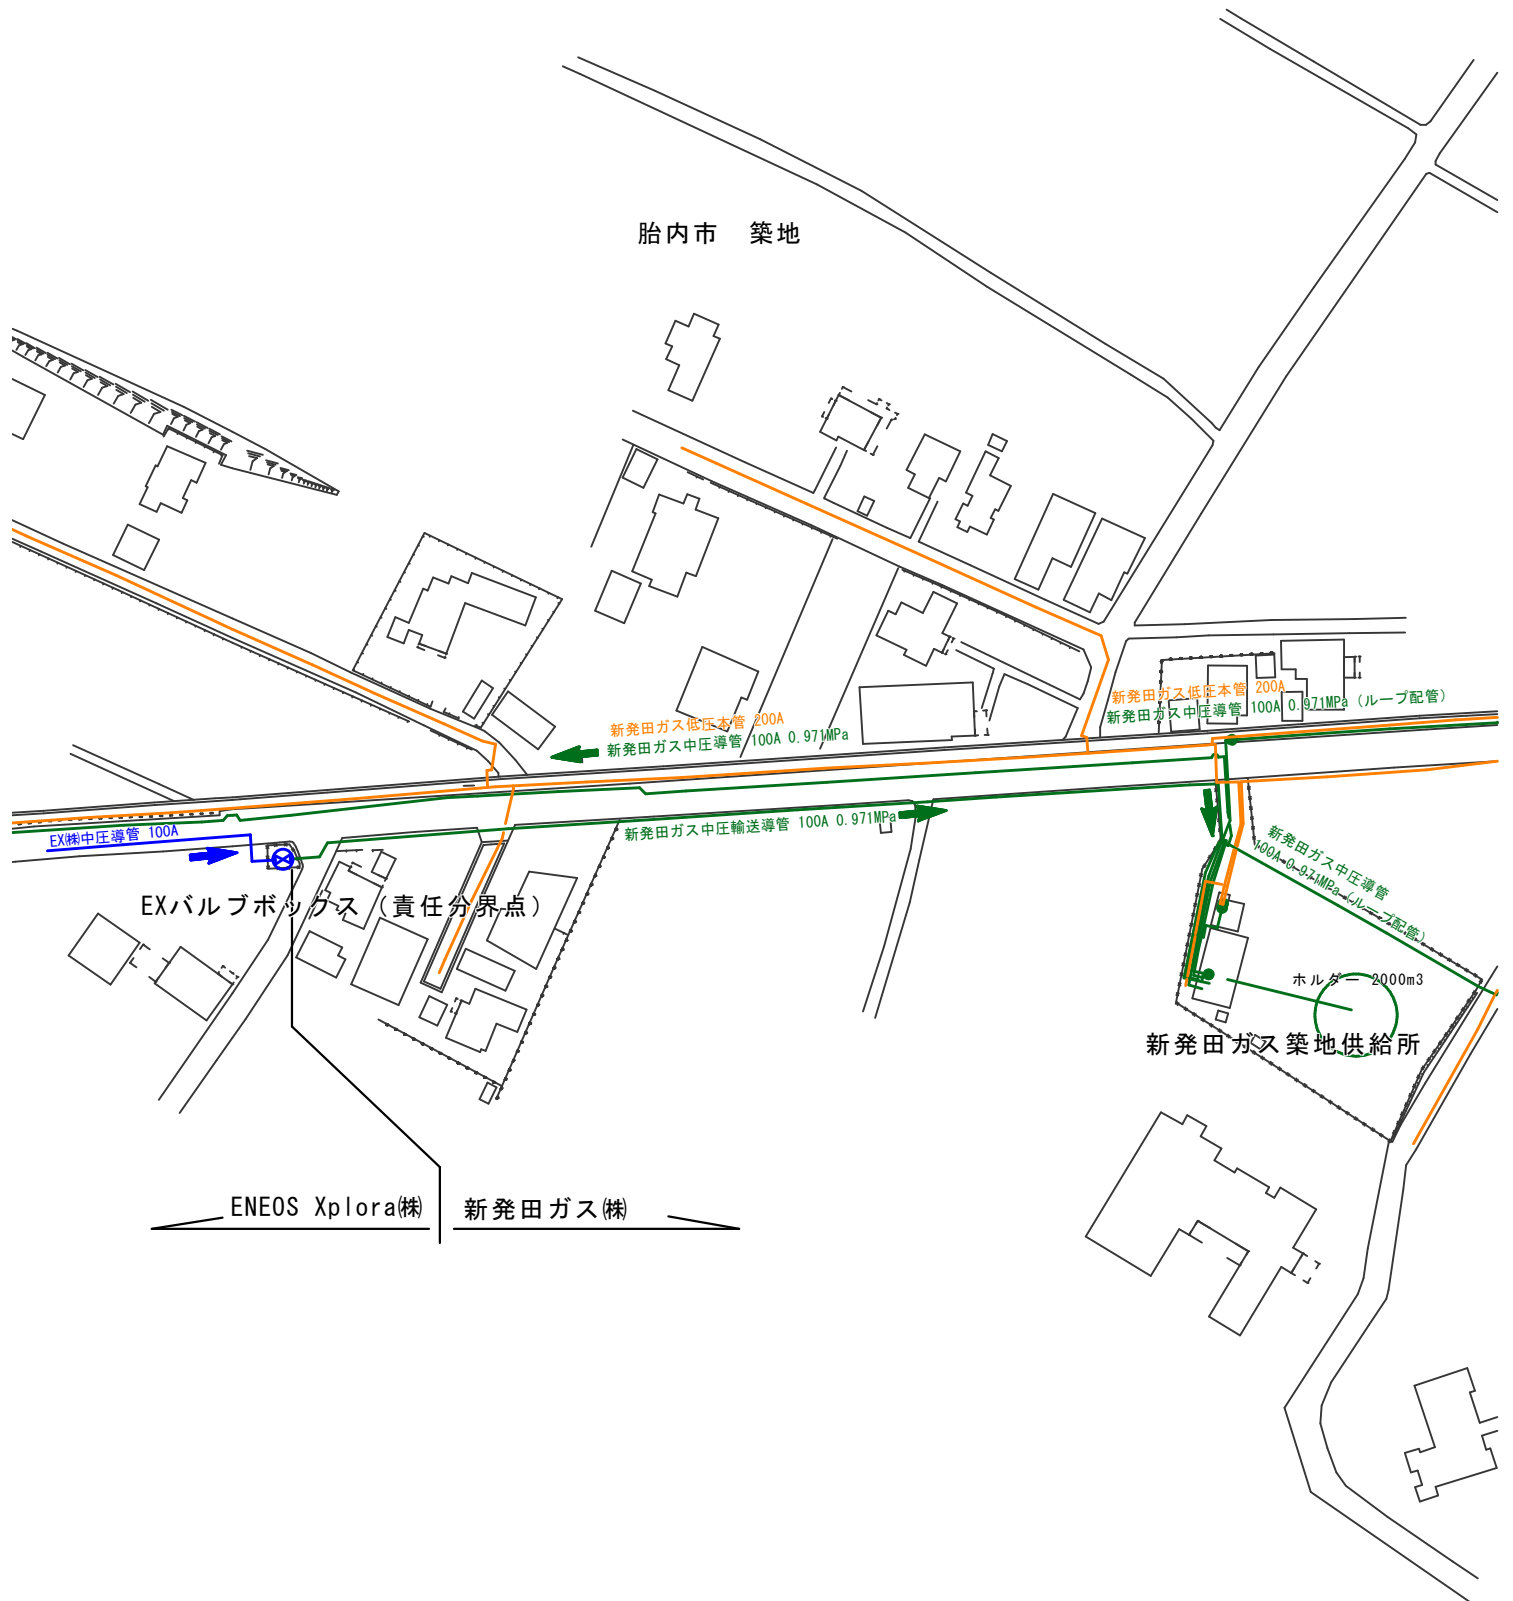 胎内市　築地
新発田ガス低圧本管 200A
新発田ガス中圧導管 100A 0.971MPa（ループ配管）
新発田ガス低圧本管 200A
新発田ガス中圧導管 100A 0.971MPa
新発田ガス中圧輸送導管 100A 0.971MPa
EX㈱中圧導管 100A
新発田ガス中圧導管
100A 0.971MPa（ループ配管）
EXバルブボックス（責任分界点）
ホルダー 2000m3
新発田ガス築地供給所
ENEOS Xplora㈱
新発田ガス㈱